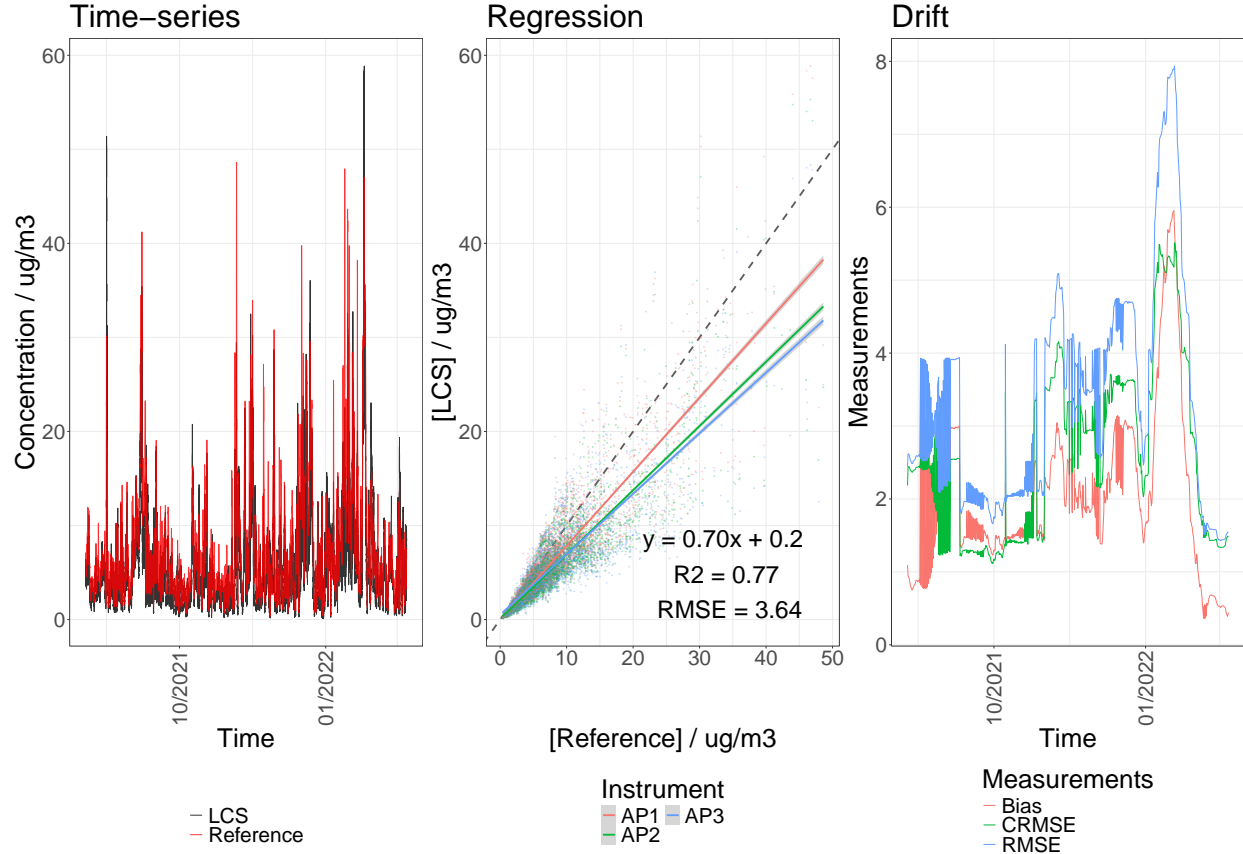 Time−series
Concentration / ug/m3
60
40
20
0
10/2021
01/2022
Time
LCS
Reference
Regression
[LCS] / ug/m3
60
40
20
0
y = 0.70x + 0.2
R2 = 0.77
RMSE = 3.64
0 10 20 30 40 50
[Reference] / ug/m3
Instrument
AP1 AP3
AP2
Drift
Measurements
8
6
4
2
0
10/2021
01/2022
Time
Measurements
Bias
CRMSE
RMSE